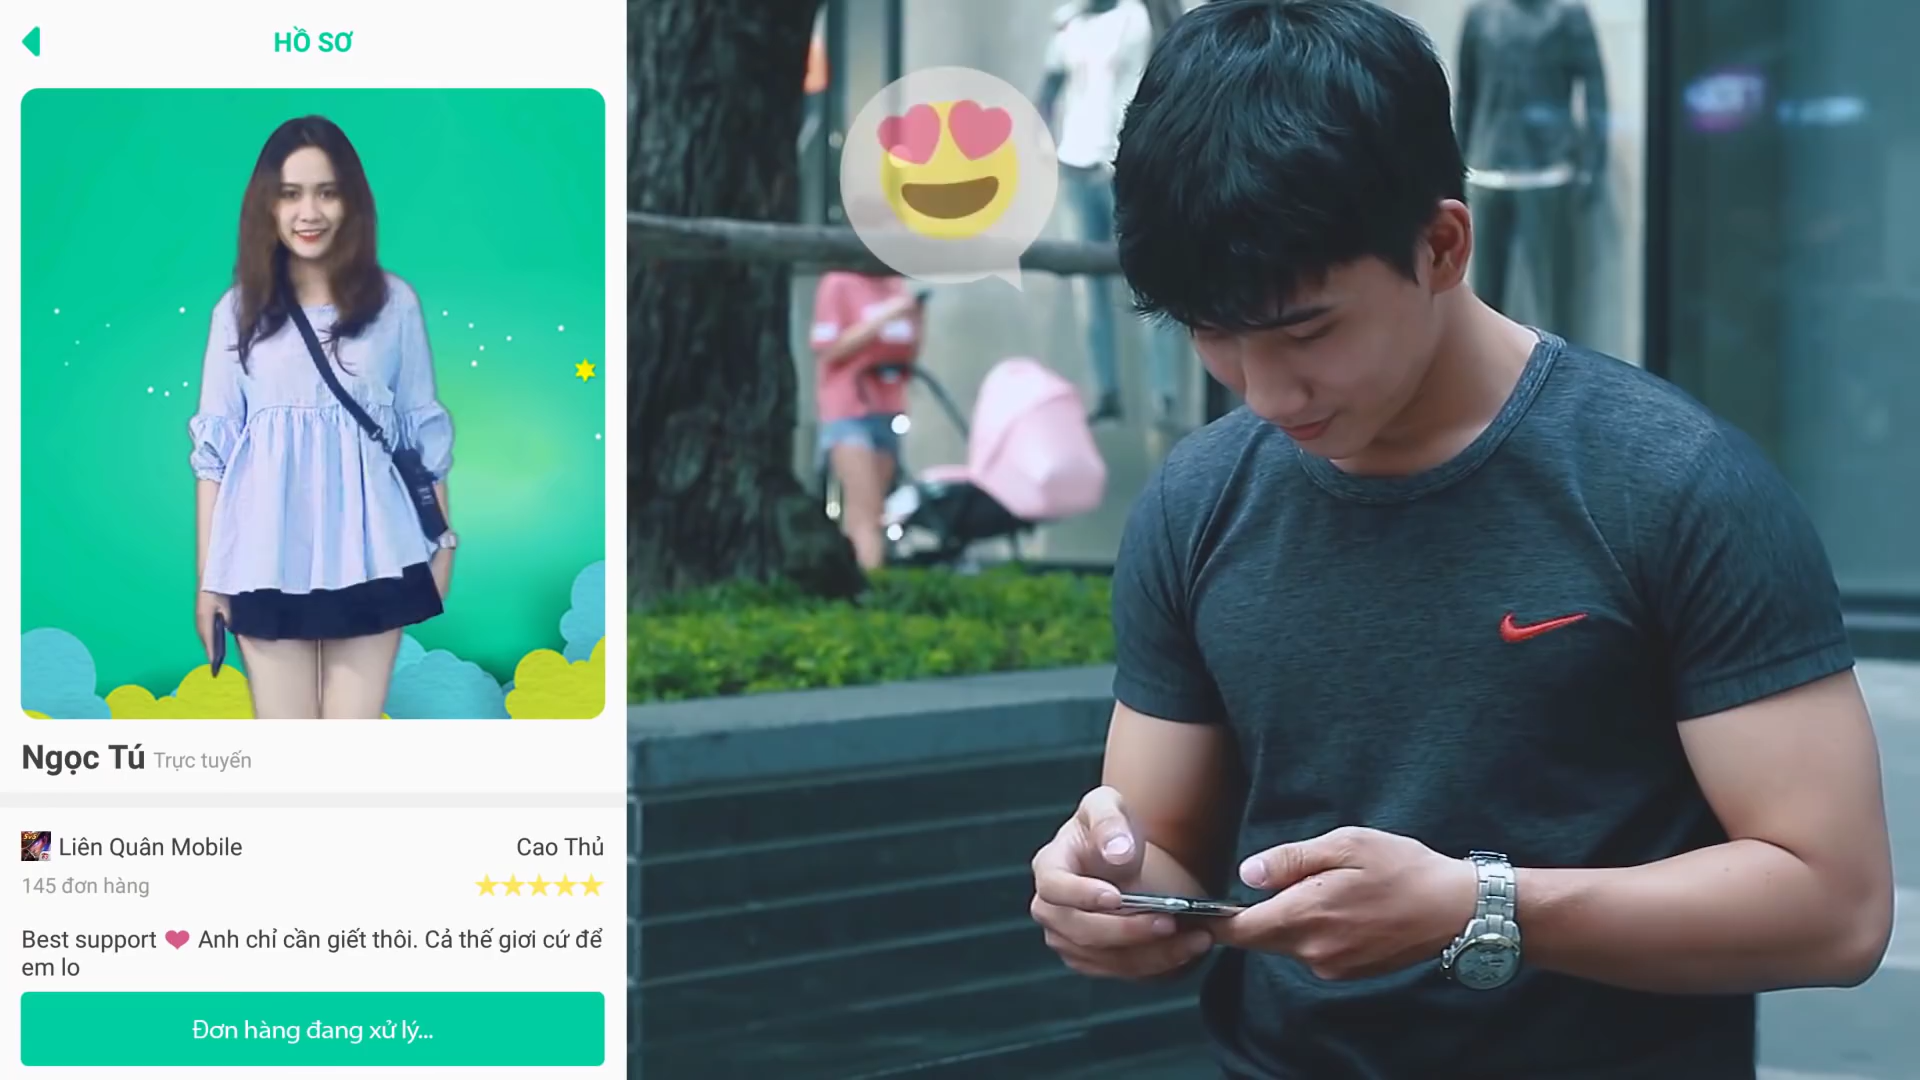 HỒ SƠ
Ngọc Tú Trực tuyến
Liên Quân Mobile
Cao Thủ
145 đơn hàng
Best support ❤ Anh chỉ cần giết thôi. Cả thế giơi cứ để
em lo
Đơn hàng đang xử lý...